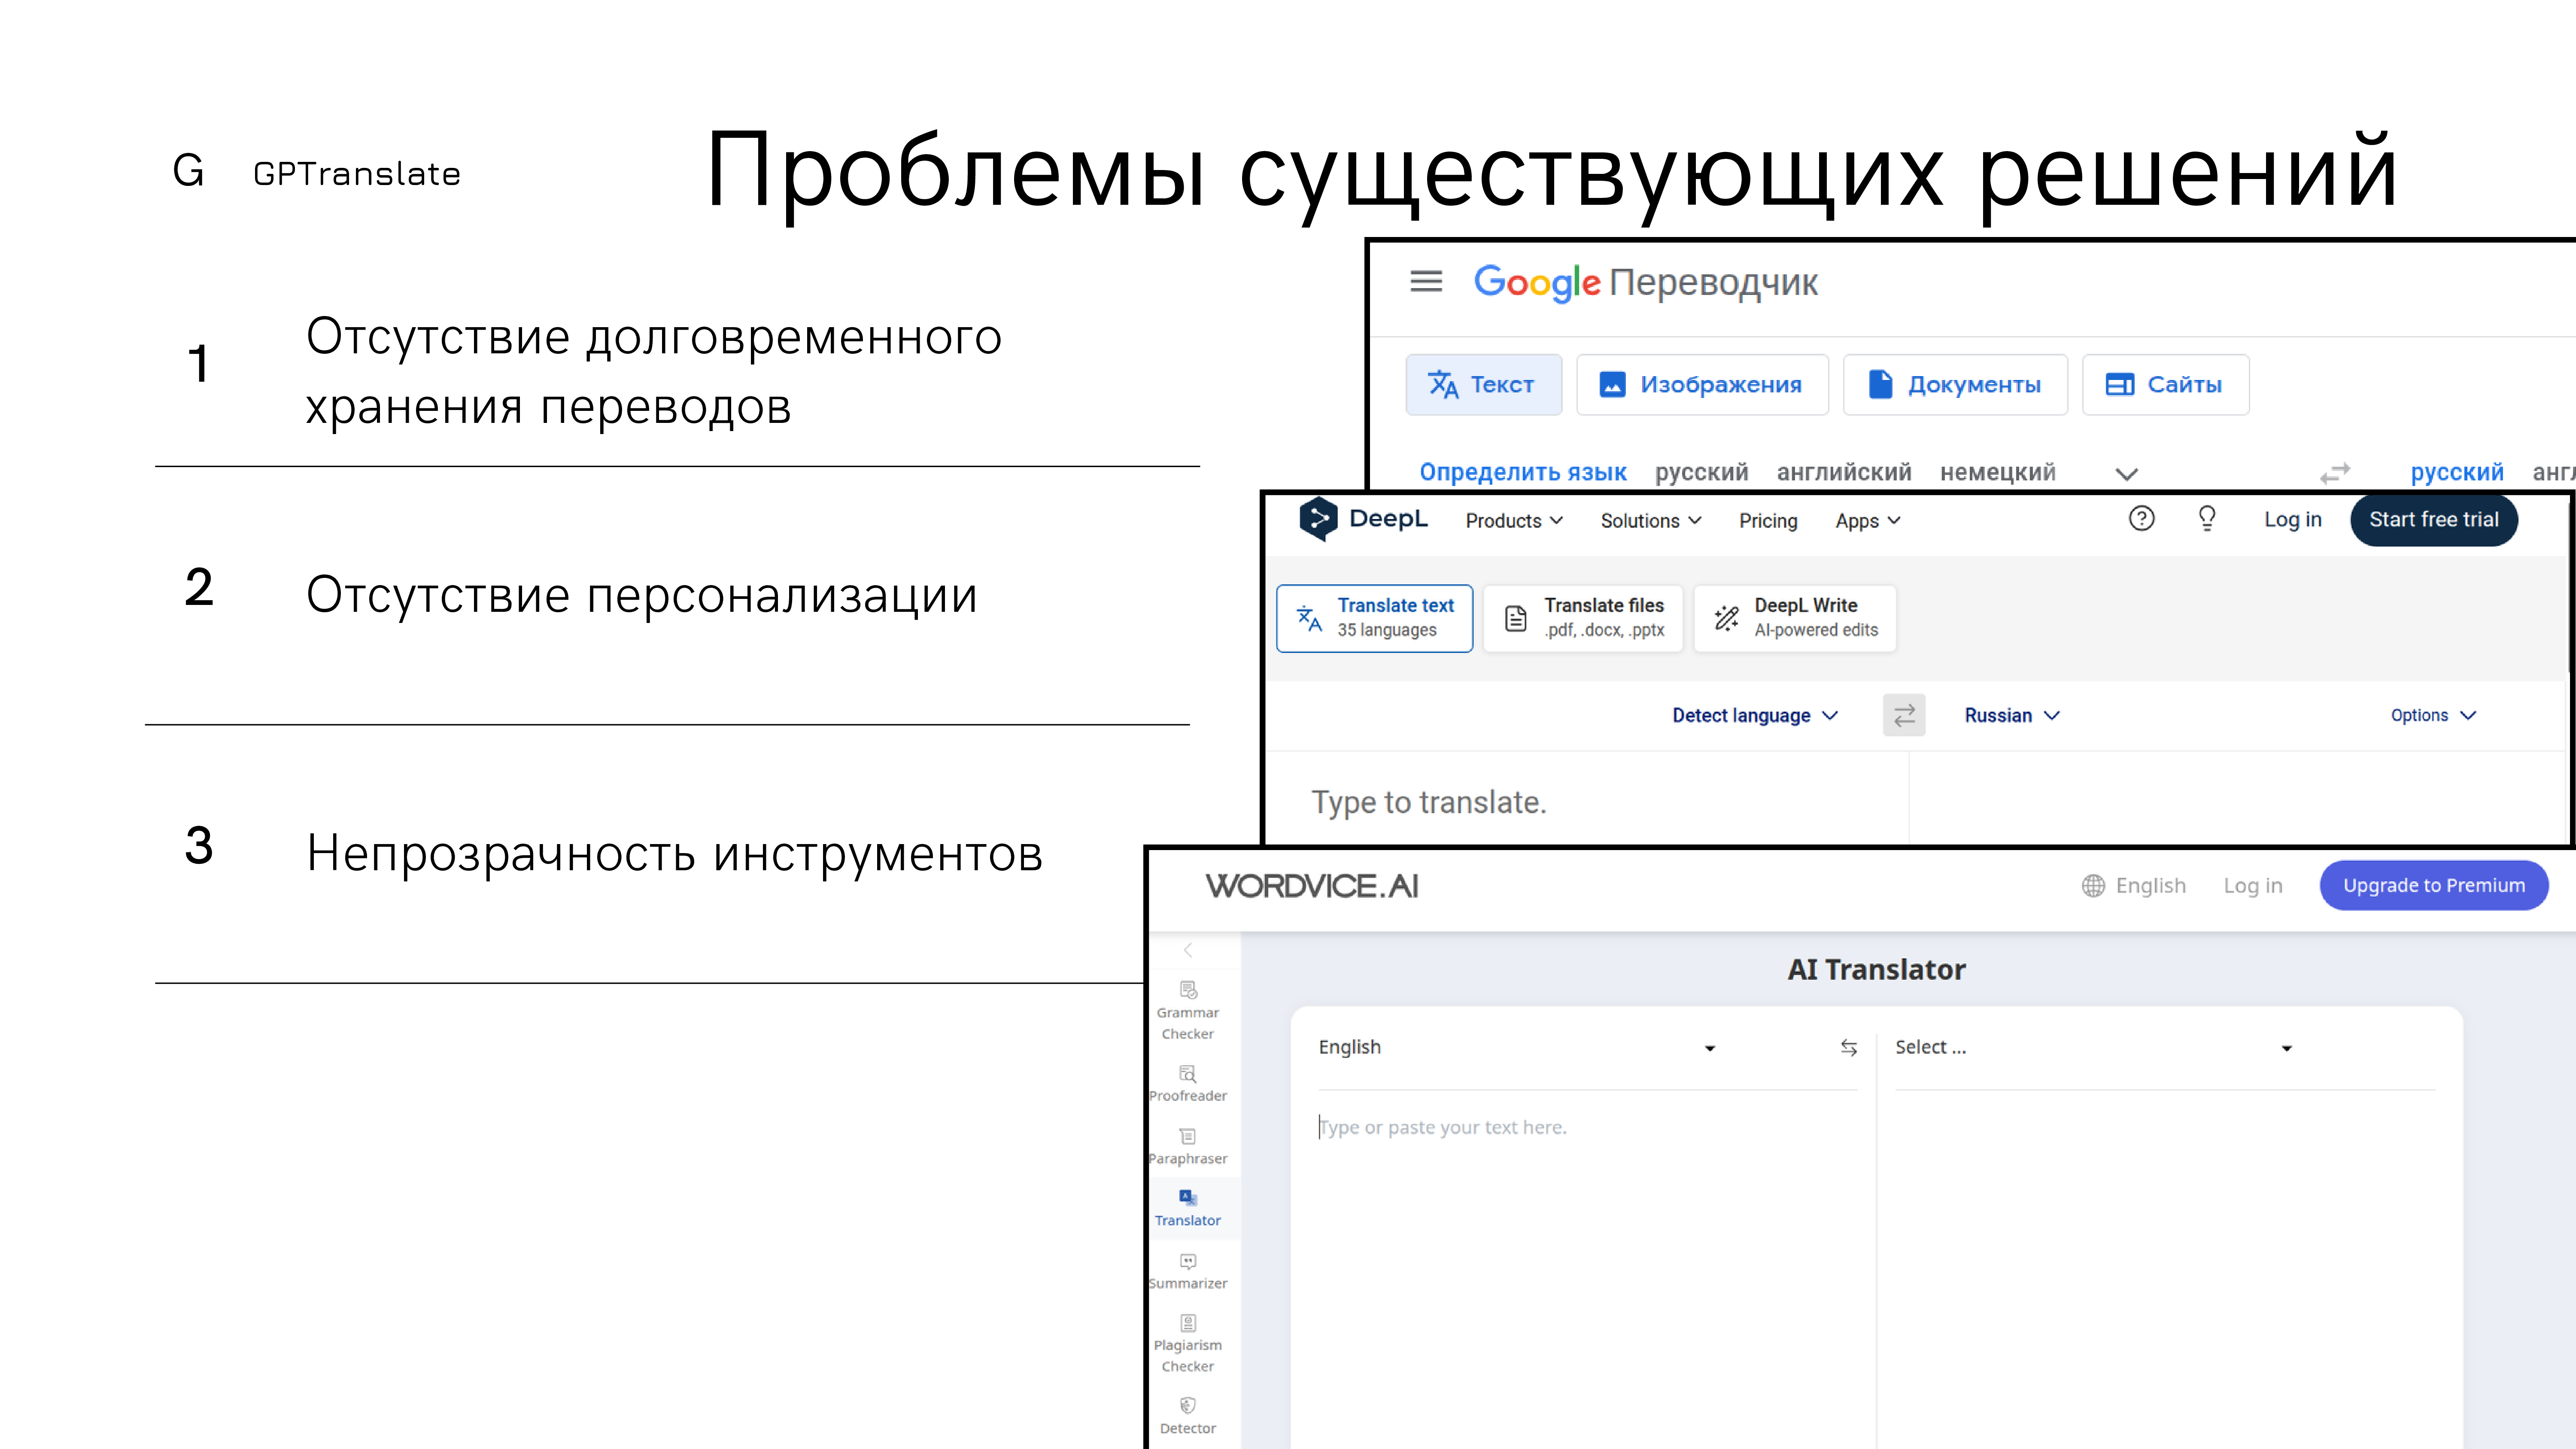 G GPTranslate
Проблемы существующих решений
1
Отсутствие долговременного
хранения переводов
2
Отсутствие персонализации
3
Непрозрачность инструментов
Google Переводчик
Текст Изображения Документы Сайты
Определить язык русский английский немецкий русский
DeepL Products Solutions Pricing Apps Log in Start free trial
Translate text
35 languages
Translate files
.pdf, .docx, .pptx
DeepL Write
AI-powered edits
Detect language Russian Options
Type to translate.
WORDVICE.AI English Log in Upgrade to Premium
AI Translator
Grammar
Checker
Proofreader
Paraphraser
Translator
Summarizer
Plagiarism
Checker
Detector
English Select ...
Type or paste your text here.